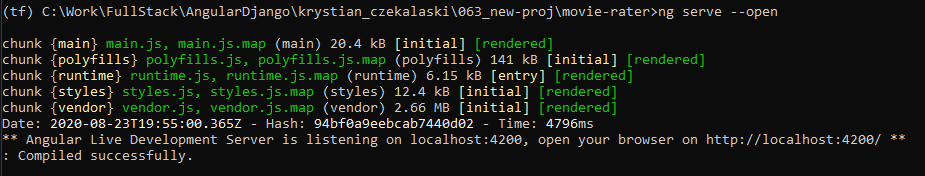 (tf) C:\Work\FullStack\AngularDjango\krystian_czekalaski\063_new-proj\movie-rater>ng serve --open
chunk {main} main.js, main.js.map (main) 20.4 kB [initial] [rendered]
chunk {polyfills} polyfills.js, polyfills.js.map (polyfills) 141 kB [initial] [rendered]
chunk {runtime} runtime.js, runtime.js.map (runtime) 6.15 kB [entry] [rendered]
chunk {styles} styles.js, styles.js.map (styles) 12.4 kB [initial] [rendered]
chunk {vendor} vendor.js, vendor.js.map (vendor) 2.66 MB [initial] [rendered]
Date: 2020-08-23T19:55:00.365Z - Hash: 94bf0a9eebcab7440d02 - Time: 4796ms
** Angular Live Development Server is listening on localhost:4200, open your browser on http://localhost:4200/ **
: Compiled successfully.